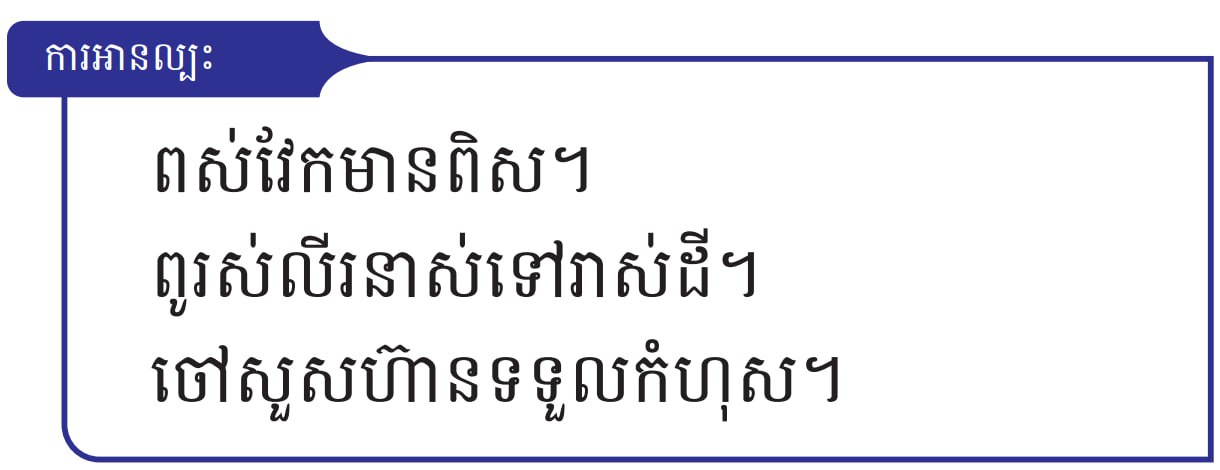 ការអានល្បះ
ពស់វែកមានពិស។
ពូរស់លីរនាស់ទៅរាស់ដី។
ចៅសួសហ៊ានទទួលកំហុស។